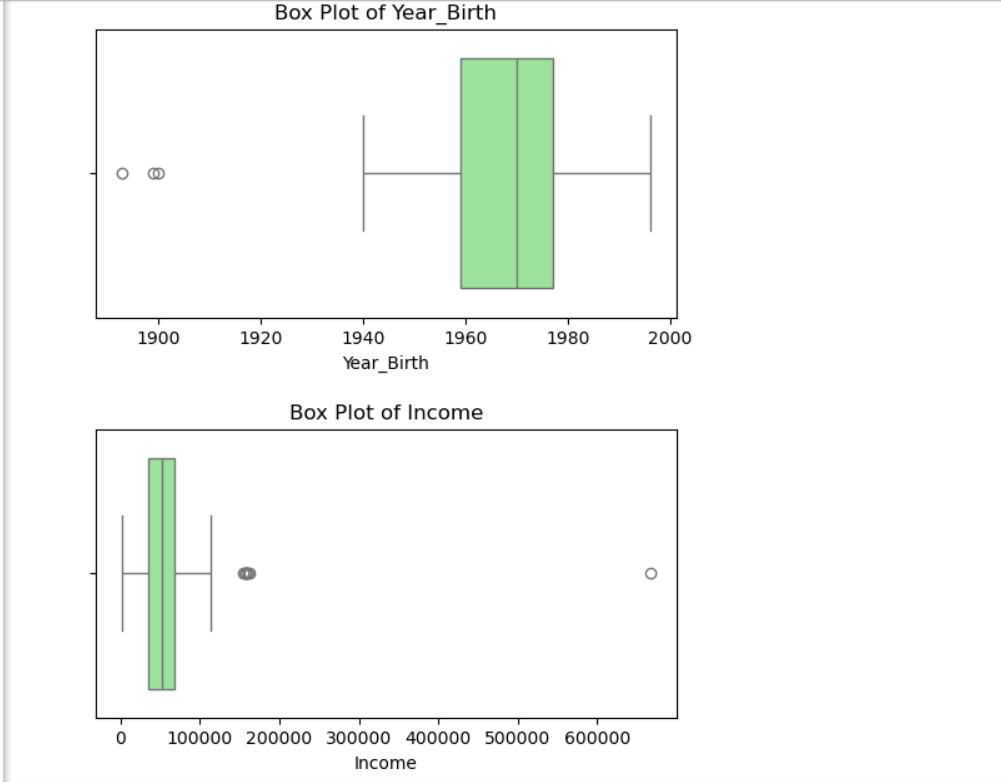 Box Plot of Year_Birth
1900 1920 1940 1960 1980 2000
Year_Birth
Box Plot of Income
0 100000 200000 300000 400000 500000 600000
Income